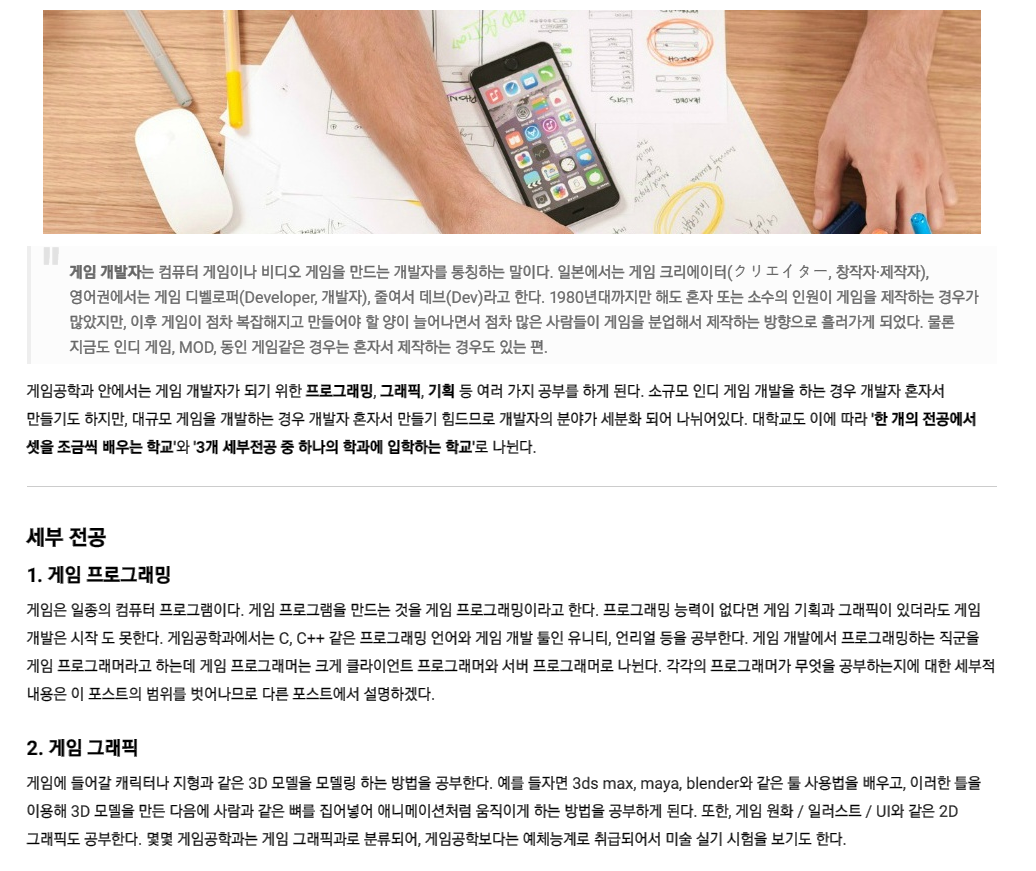 게임 개발자는 컴퓨터 게임이나 비디오 게임을 만드는 개발자를 통칭하는 말이다. 일본에서는 게임 크리에이터(クリエイター, 창작자·제작자),
영어권에서는 게임 디벨로퍼(Developer, 개발자), 줄여서 데브(Dev)라고 한다. 1980년대까지만 해도 혼자 또는 소수의 인원이 게임을 제작하는 경우가
많았지만, 이후 게임이 점차 복잡해지고 만들어야 할 양이 늘어나면서 점차 많은 사람들이 게임을 분업해서 제작하는 방향으로 흘러가게 되었다. 물론
지금도 인디 게임, MOD, 동인 게임같은 경우는 혼자서 제작하는 경우도 있는 편.
게임공학과 안에서는 게임 개발자가 되기 위한 프로그래밍, 그래픽, 기획 등 여러 가지 공부를 하게 된다. 소규모 인디 게임 개발을 하는 경우 개발자 혼자서
만들기도 하지만, 대규모 게임을 개발하는 경우 개발자 혼자서 만들기 힘드므로 개발자의 분야가 세분화 되어 나뉘어있다. 대학교도 이에 따라 '한 개의 전공에서
셋을 조금씩 배우는 학교'와 '3개 세부전공 중 하나의 학과에 입학하는 학교'로 나뉜다.
세부 전공
1. 게임 프로그래밍
게임은 일종의 컴퓨터 프로그램이다. 게임 프로그램을 만드는 것을 게임 프로그래밍이라고 한다. 프로그래밍 능력이 없다면 게임 기획과 그래픽이 있더라도 게임
개발은 시작 도 못한다. 게임공학과에서는 C, C++ 같은 프로그래밍 언어와 게임 개발 툴인 유니티, 언리얼 등을 공부한다. 게임 개발에서 프로그래밍하는 직군을
게임 프로그래머라고 하는데 게임 프로그래머는 크게 클라이언트 프로그래머와 서버 프로그래머로 나뉜다. 각각의 프로그래머가 무엇을 공부하는지에 대한 세부적
내용은 이 포스트의 범위를 벗어나므로 다른 포스트에서 설명하겠다.
2. 게임 그래픽
게임에 들어갈 캐릭터나 지형과 같은 3D 모델을 모델링 하는 방법을 공부한다. 예를 들자면 3ds max, maya, blender와 같은 툴 사용법을 배우고, 이러한 틀을
이용해 3D 모델을 만든 다음에 사람과 같은 뼈를 집어넣어 애니메이션처럼 움직이게 하는 방법을 공부하게 된다. 또한, 게임 원화 / 일러스트 / UI와 같은 2D
그래픽도 공부한다. 몇몇 게임공학과는 게임 그래픽과로 분류되어, 게임공학보다는 예체능계로 취급되어서 미술 실기 시험을 보기도 한다.